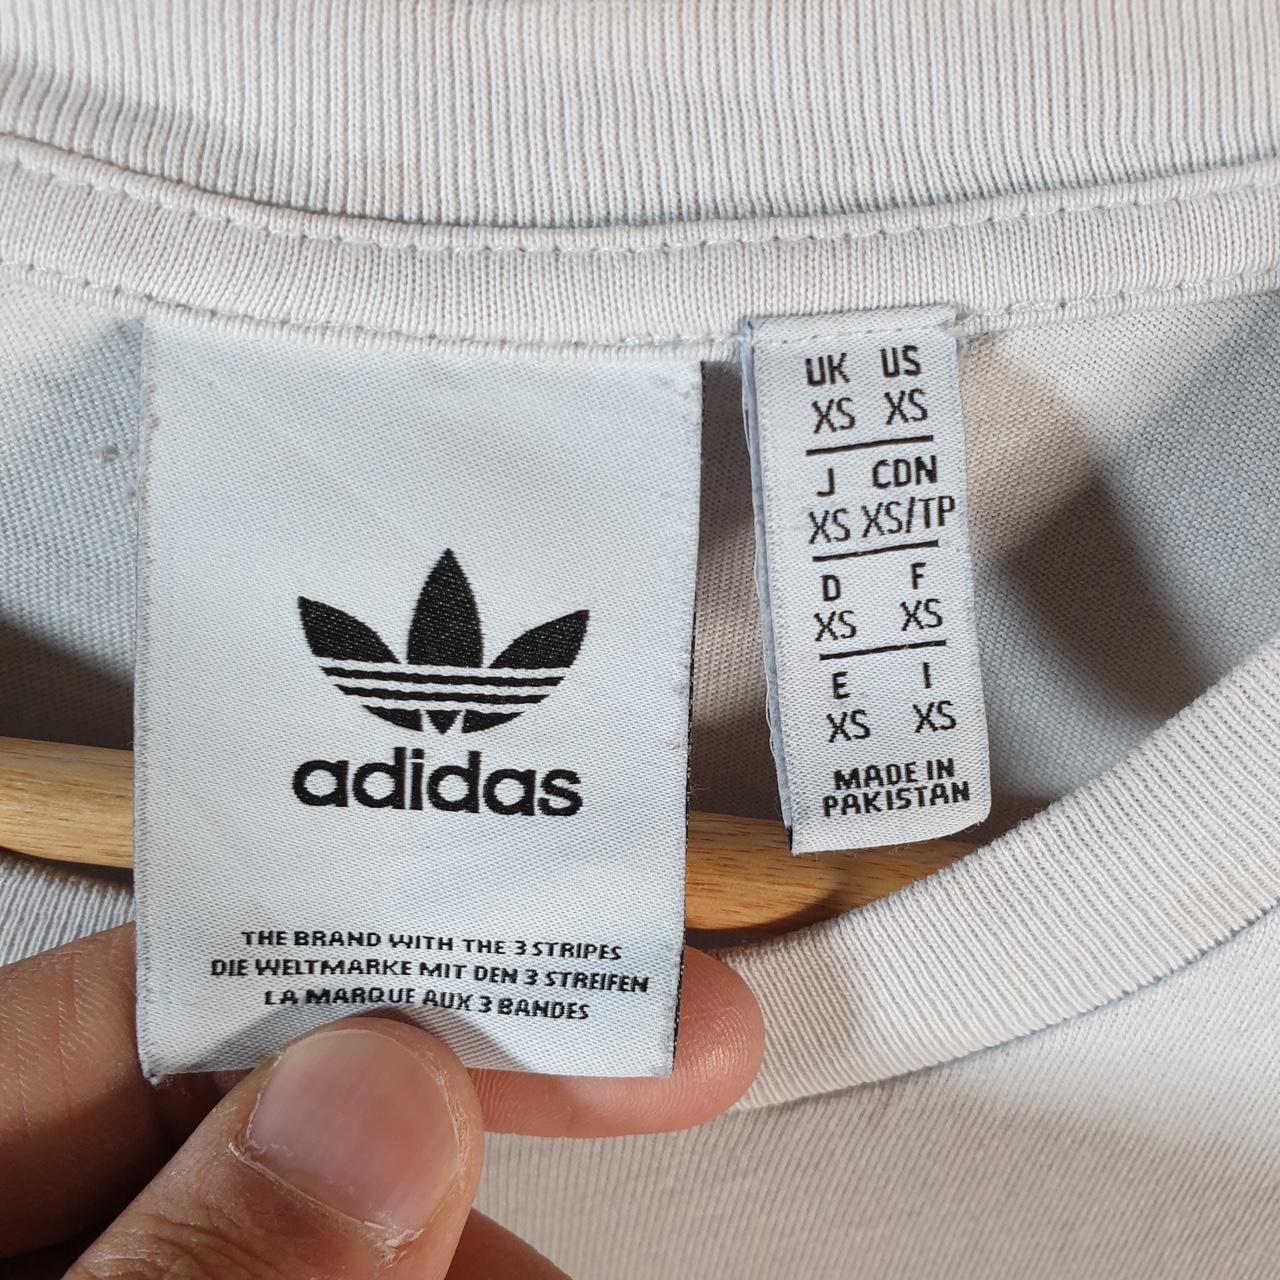 adidas
THE BRAND WITH THE 3 STRIPES
DIE WELTMARKE MIT DEN 3 STREIFEN
LA MARQUE AUX 3 BANDES
UK US
XS XS
J CDN
XS XS/TP
D F
XS XS
E I
XS XS
MADE IN
PAKISTAN